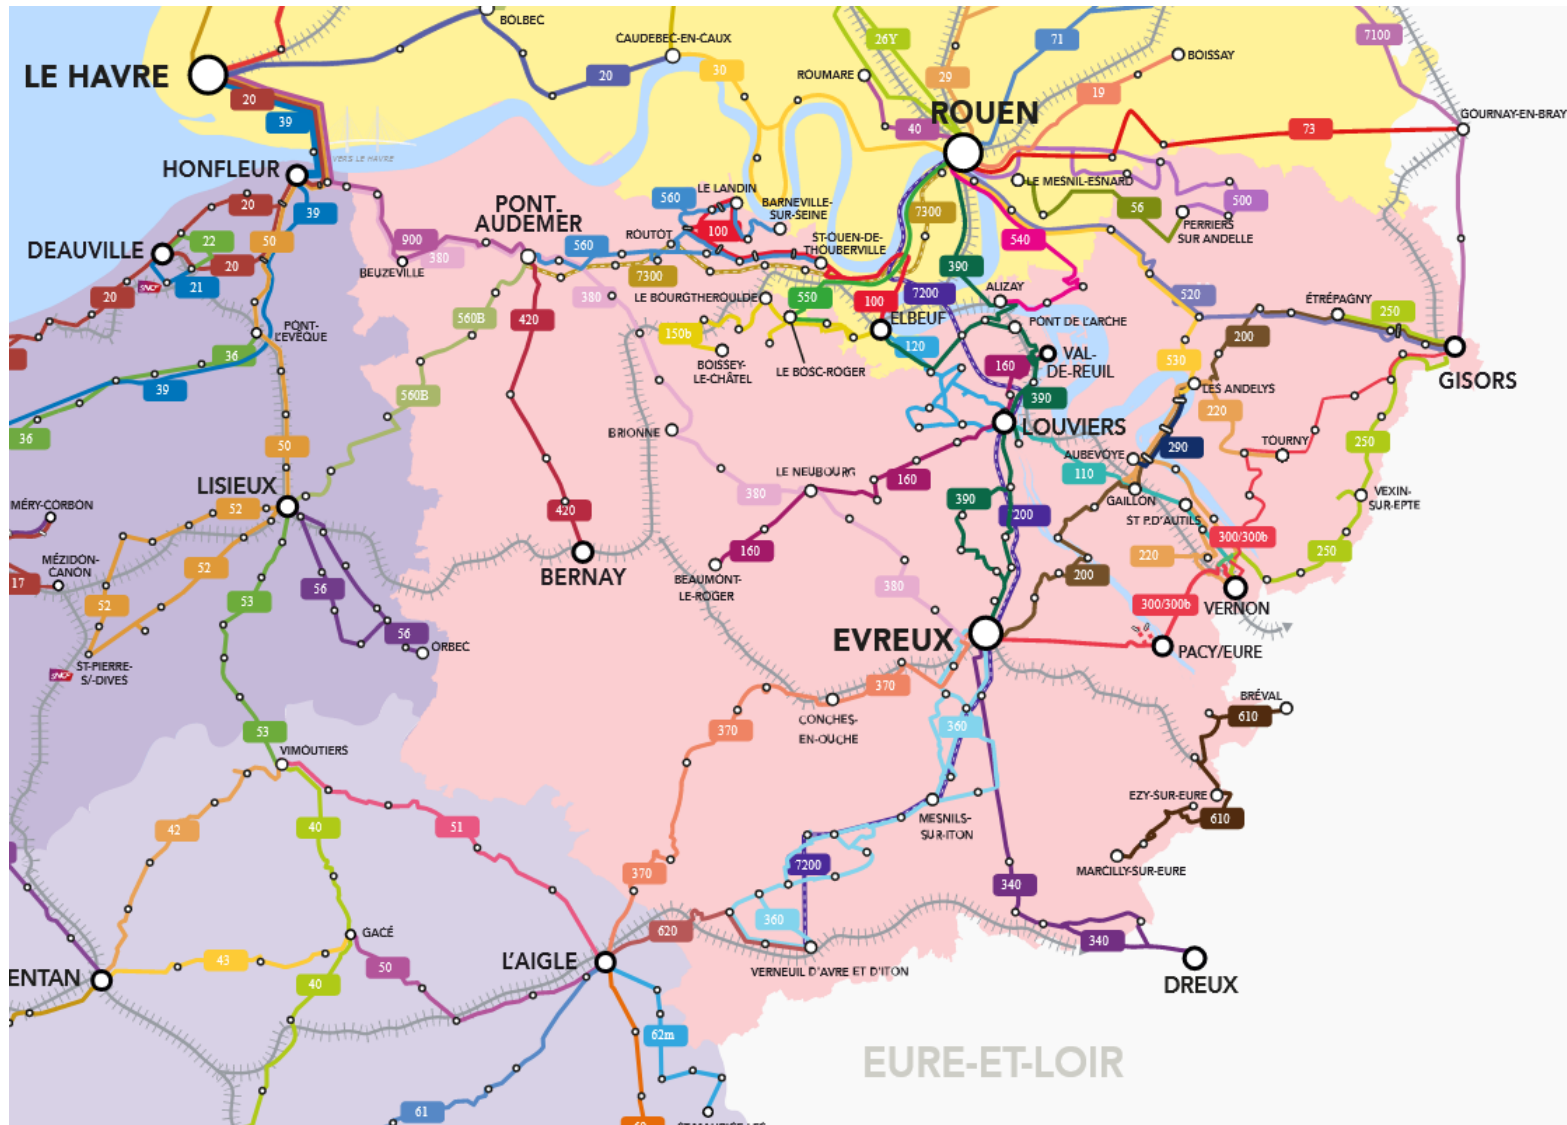 BOLBEC
26Y
71
7100
CAUDEBEC-EN-CAUX
LE HAVRE
20
30
ROUMARE
29
BOISSAY
20
39
19
ROUEN
GOURNAY-EN-BRAY
40
73
VERS LE HAVRE
HONFLEUR
LE MESNIL-ESNARD
20
39
560
LE LANDIN
BARNEVILLE-
SUR-SEINE
PONT-
AUDEMER
7300
56
500
PERRIERS
SUR ANDELLE
DEAUVILLE
22
50
900
380
560
ROUTOT
100
ST-OUEN-DE-
THOUBERVILLE
540
20
BEUZEVILLE
7300
390
SNCF
21
20
380
LE BOURGTHEROULDE
550
100
7200
ALIZAY
520
ÉTRÉPAGNY
250
PONT-
L'EVÊQUE
560B
420
150b
ELBEUF
PONT DE L'ARCHE
200
36
BOISSEY-
LE-CHÂTEL
LE BOSC-ROGER
120
160
VAL-
DE-REUIL
530
GISORS
39
560B
390
LES ANDELYS
220
36
50
BRIONNE
LOUVIERS
TOURNY
250
AUBEVOYE
290
LISIEUX
LE NEUBOURG
160
110
MÉRY-CORBON
52
380
390
GAILLON
VEXIN-
SUR-EPTE
420
7200
ST P.D'AUTILS
300/300b
MÉZIDON-
CANON
52
BERNAY
160
220
250
17
56
BEAUMONT-
LE-ROGER
380
200
52
53
300/300b
VERNON
56
EVREUX
ORBEC
PACY/EURE
ST-PIERRE-
S/-DIVES
SNCF
370
BRÉVAL
610
53
370
CONCHES-
EN-OUCHE
360
VIMOUTIERS
EZY-SUR-EURE
610
42
40
51
MESNILS-
SUR-ITON
370
7200
MARCILLY-SUR-EURE
340
GACÉ
360
620
340
43
50
L'AIGLE
VERNEUIL D'AVRE ET D'ITON
ENTAN
40
DREUX
62m
EURE-ET-LOIR
61